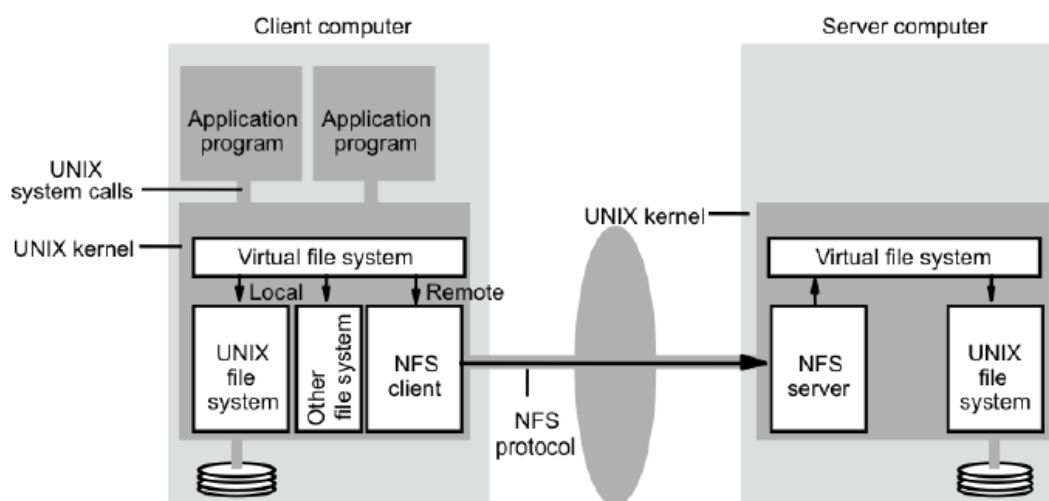 Client computer
Server computer
Application
program
Application
program
UNIX
system calls
UNIX kernel
UNIX kernel
Virtual file system
Virtual file system
Local
Remote
UNIX
file
system
Other
file system
NFS
client
NFS
server
UNIX
file
system
NFS
protocol